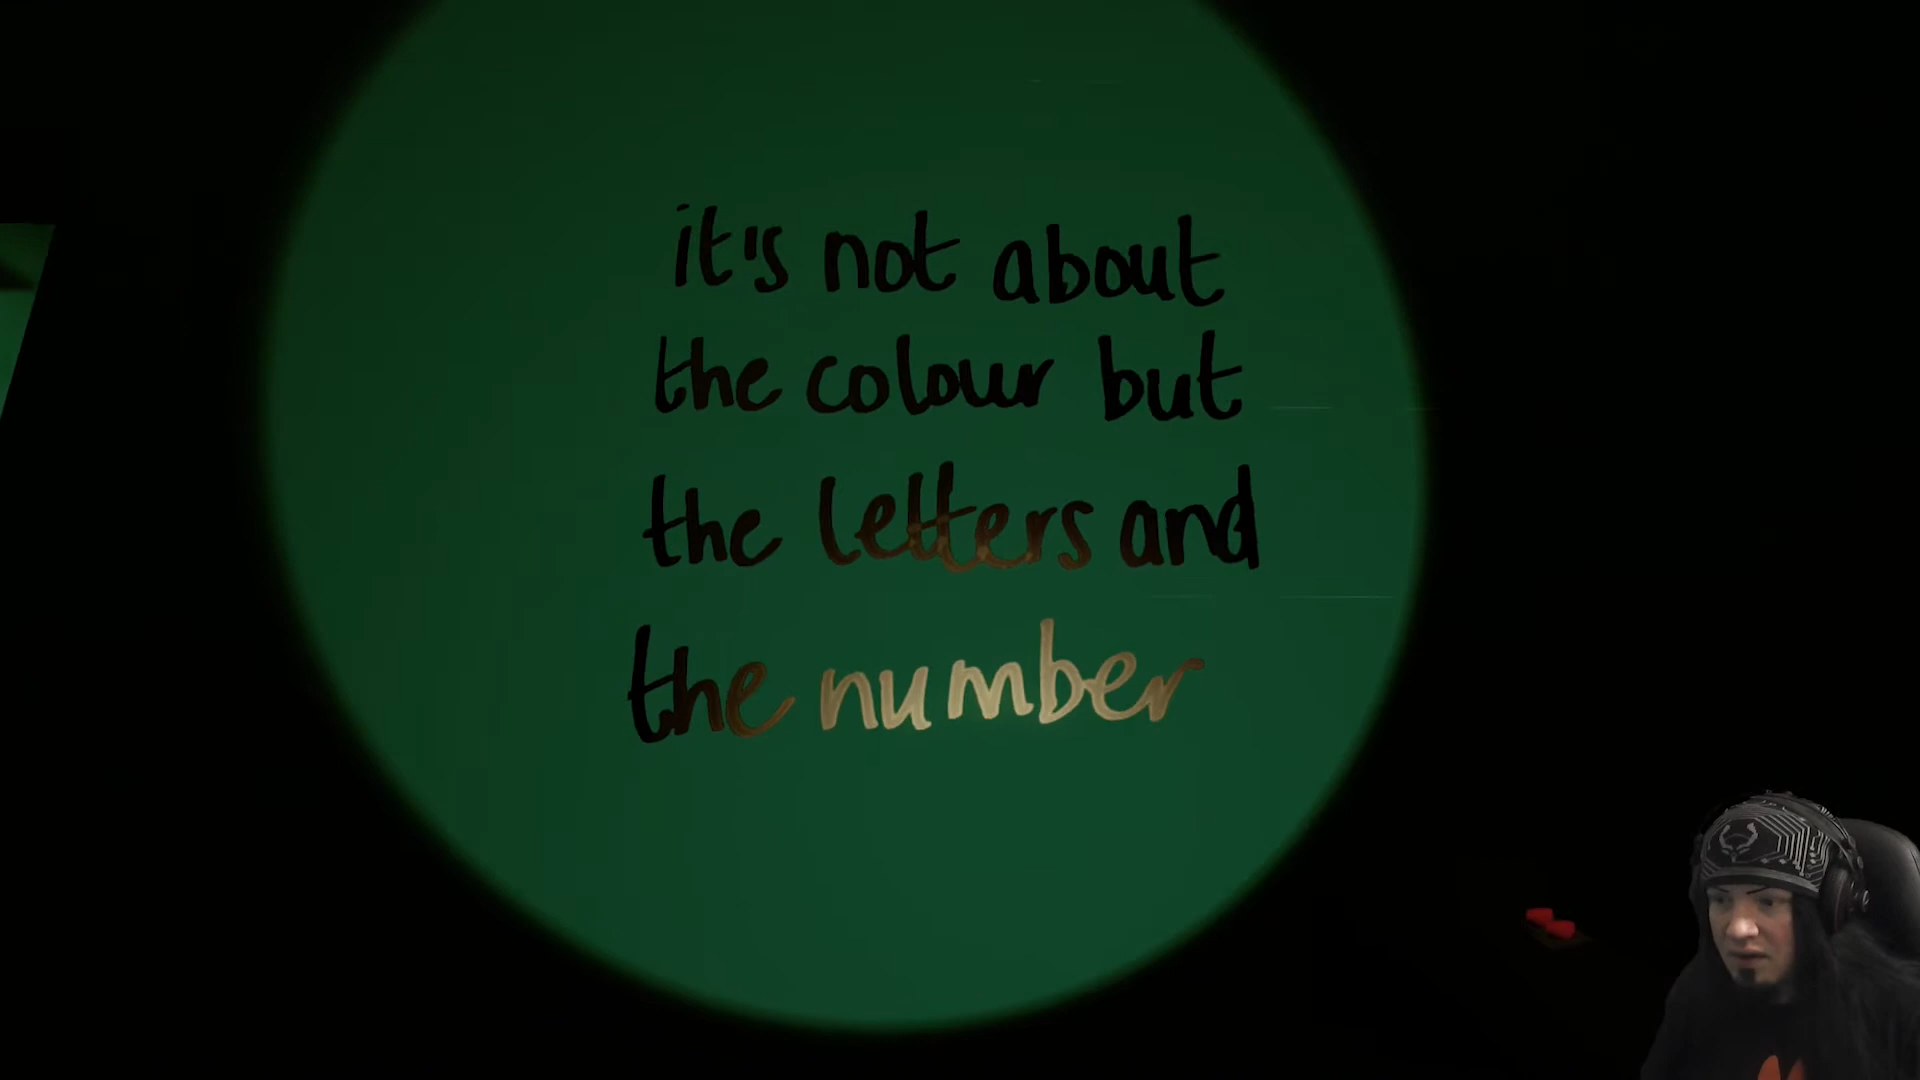 it's not about
the colour but
the letters and
the number